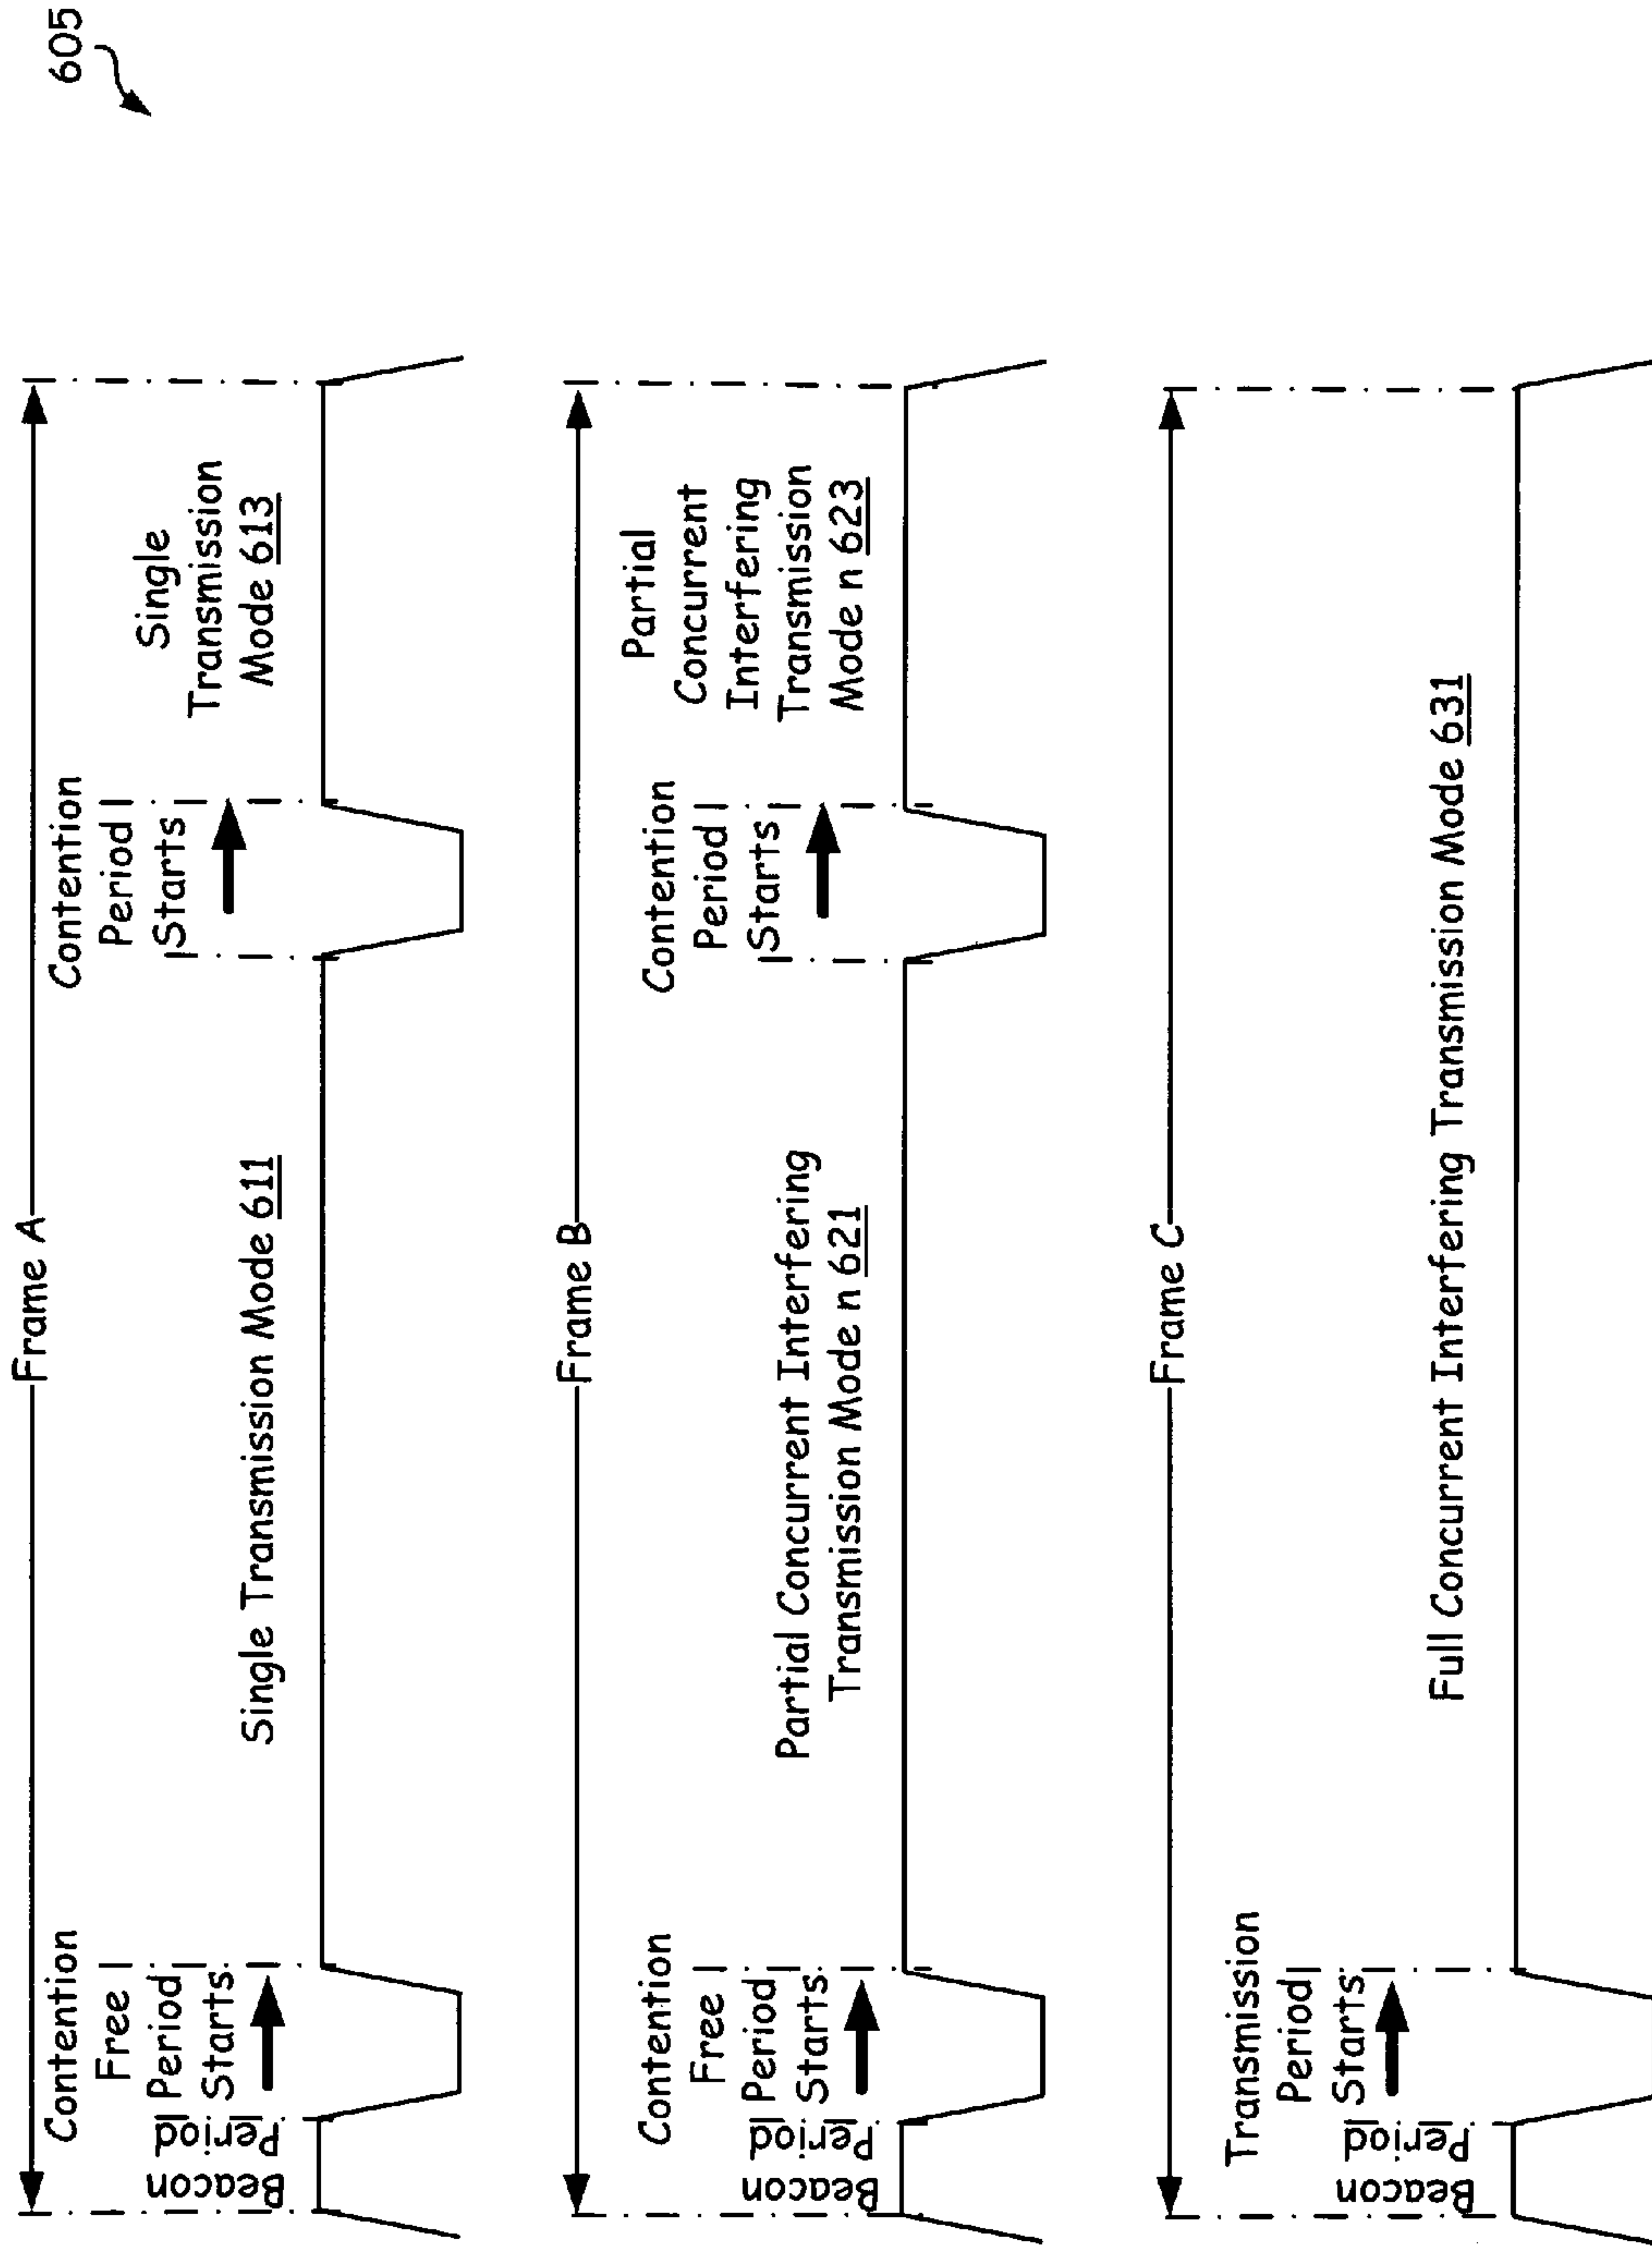 605
Frame A
Contention
Free
Period
Starts
Beacon
Period
Single Transmission Mode 611
Contention
Period
Starts
Single
Transmission
Mode 613
Frame B
Contention
Free
Period
Starts
Beacon
Period
Partial Concurrent Interfering
Transmission Mode n 621
Contention
Period
Starts
Partial
Concurrent
Interfering
Transmission
Mode n 623
Frame C
Transmission
Period
Starts
Beacon
Period
Full Concurrent Interfering Transmission Mode 631